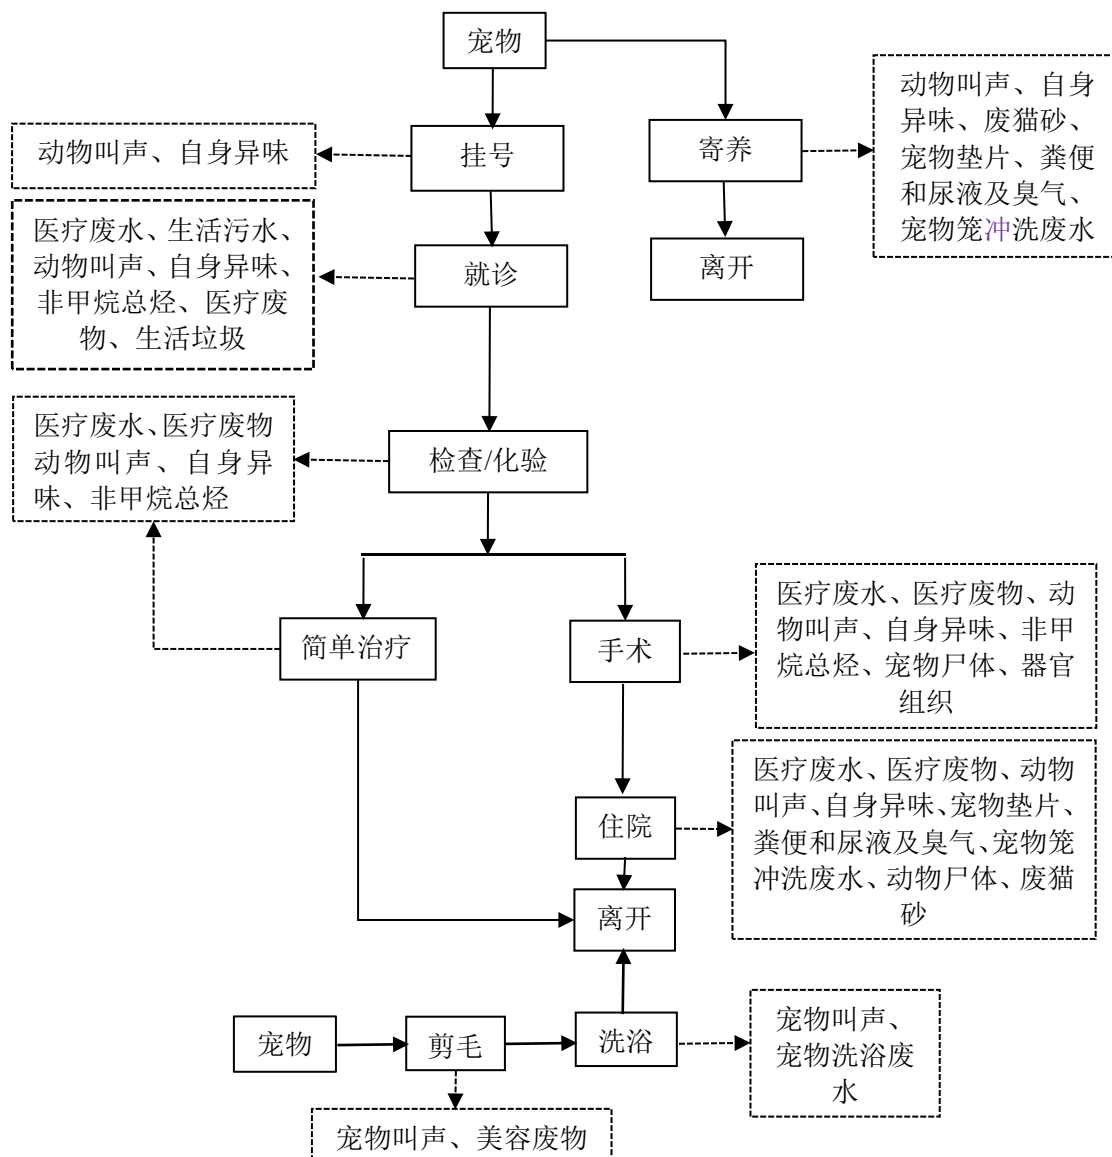 宠物
动物叫声、自身
异味、废猫砂、
宠物垫片、粪便
和尿液及臭气、
宠物笼冲洗废水
动物叫声、自身异味
挂号
寄养
医疗废水、生活污水、
动物叫声、自身异味、
非甲烷总烃、医疗废
物、生活垃圾
就诊
离开
医疗废水、医疗废物
动物叫声、自身异
味、非甲烷总烃
检查/化验
简单治疗
手术
医疗废水、医疗废物、动
物叫声、自身异味、非甲
烷总烃、宠物尸体、器官
组织
医疗废水、医疗废物、动物
叫声、自身异味、宠物垫片、
粪便和尿液及臭气、宠物笼
冲洗废水、动物尸体、废猫
砂
住院
离开
宠物
剪毛
洗浴
宠物叫声、
宠物洗浴废
水
宠物叫声、美容废物